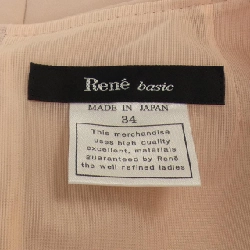 René basic
MADE IN JAPAN
34
This merchandise
uses high quality
excellent, materials
guaranteed by René
the well refined ladies